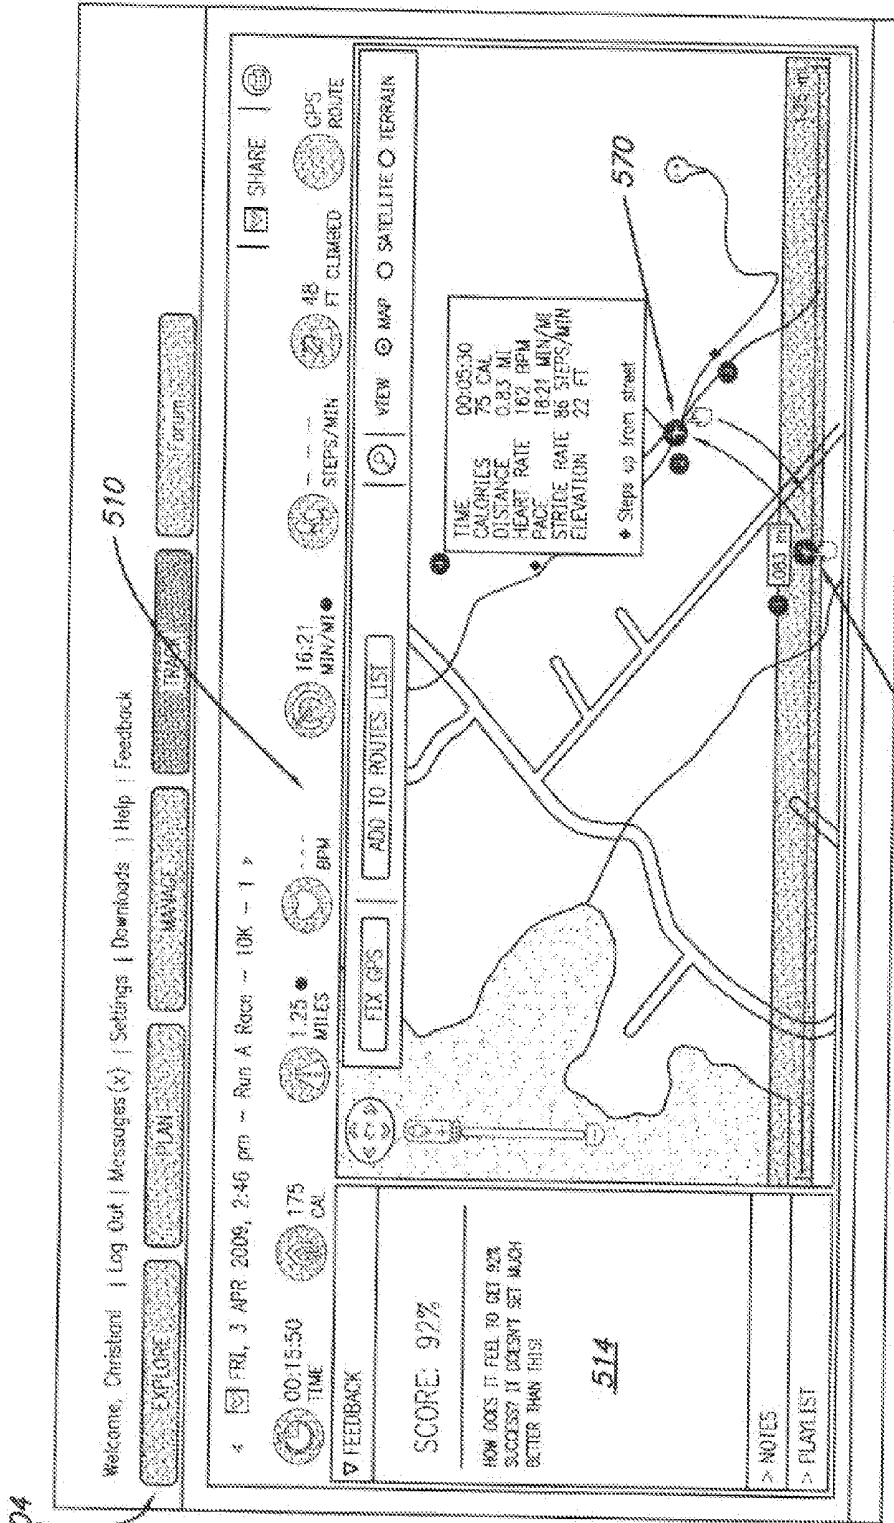 510
Welcome, Christian! | Log Out | Messages (x) | Settings | Downloads | Help | Feedback
EXPLORE PLAN MANAGE TRACK Forum
< FRI, 3 APR 2009, 2:46 pm - Run A Race - 10K - 1 >
| SHARE |
00:15:50 TIME
175 CAL
1.25 MILES
--- BPM
16:21 MIN/MI
--- STEPS/MIN
48 FT CLIMBED
GPS ROUTE
FEEDBACK
SCORE: 92%
HOW DOES IT FEEL TO GET 92%
SUCCESS? IT DOESN'T GET MUCH
BETTER THAN THIS!
514
> NOTES
> PLAYLIST
FIX GPS | ADD TO ROUTES LIST
VIEW MAP SATELLITE TERRAIN
TIME 00:05:30
CALORIES 75 CAL
DISTANCE 0.83 MI
HEART RATE 162 BPM
PACE 18:21 MIN/MI
STRIDE RATE 86 STEPS/MIN
ELEVATION 22 FT
Steps up from street
570